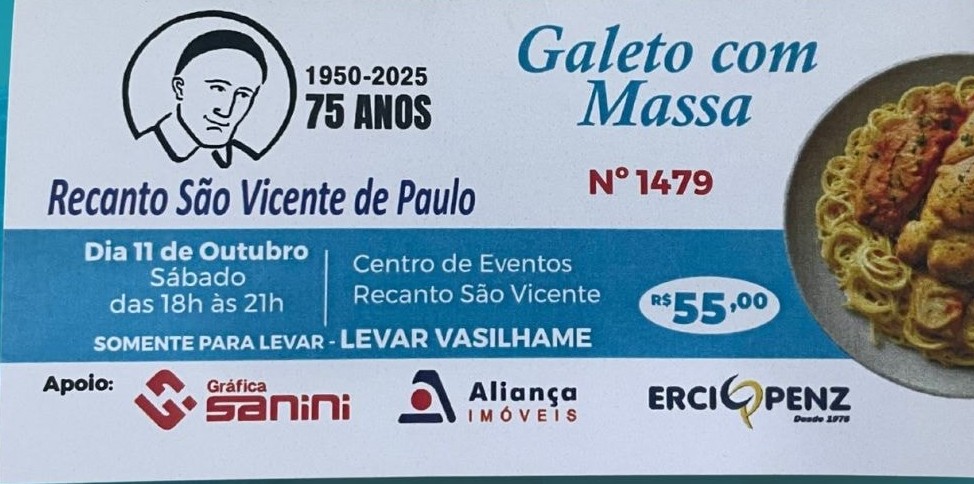 1950-2025
75 ANOS
Recanto São Vicente de Paulo
Galeto com
Massa
Nº 1479
Dia 11 de Outubro
Sábado
das 18h às 21h
Centro de Eventos
Recanto São Vicente
R$55,00
SOMENTE PARA LEVAR - LEVAR VASILHAME
Apoio:
Gráfica
sanini
Aliança
IMÓVEIS
ERCIO PENZ
Desde 1976